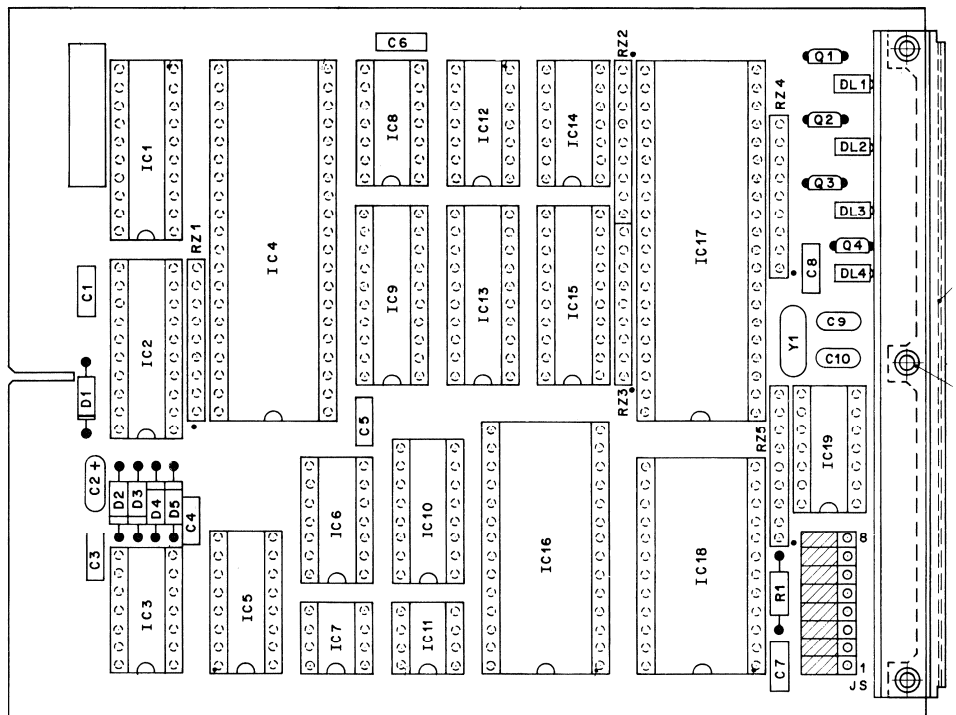 C6
RZ2
Q1
DL1
RZ4
IC1
IC8
IC12
IC14
Q2
DL2
Q3
DL3
RZ1
IC4
IC17
Q4
DL4
C8
C1
IC2
IC9
IC13
IC15
Y1
C9
C10
D1
RZ3
C5
RZ5
IC19
C2+
D2
D3
D4
D5
C4
IC6
IC10
C3
IC16
IC18
8
IC3
IC5
R1
IC7
IC11
C7
1
JS